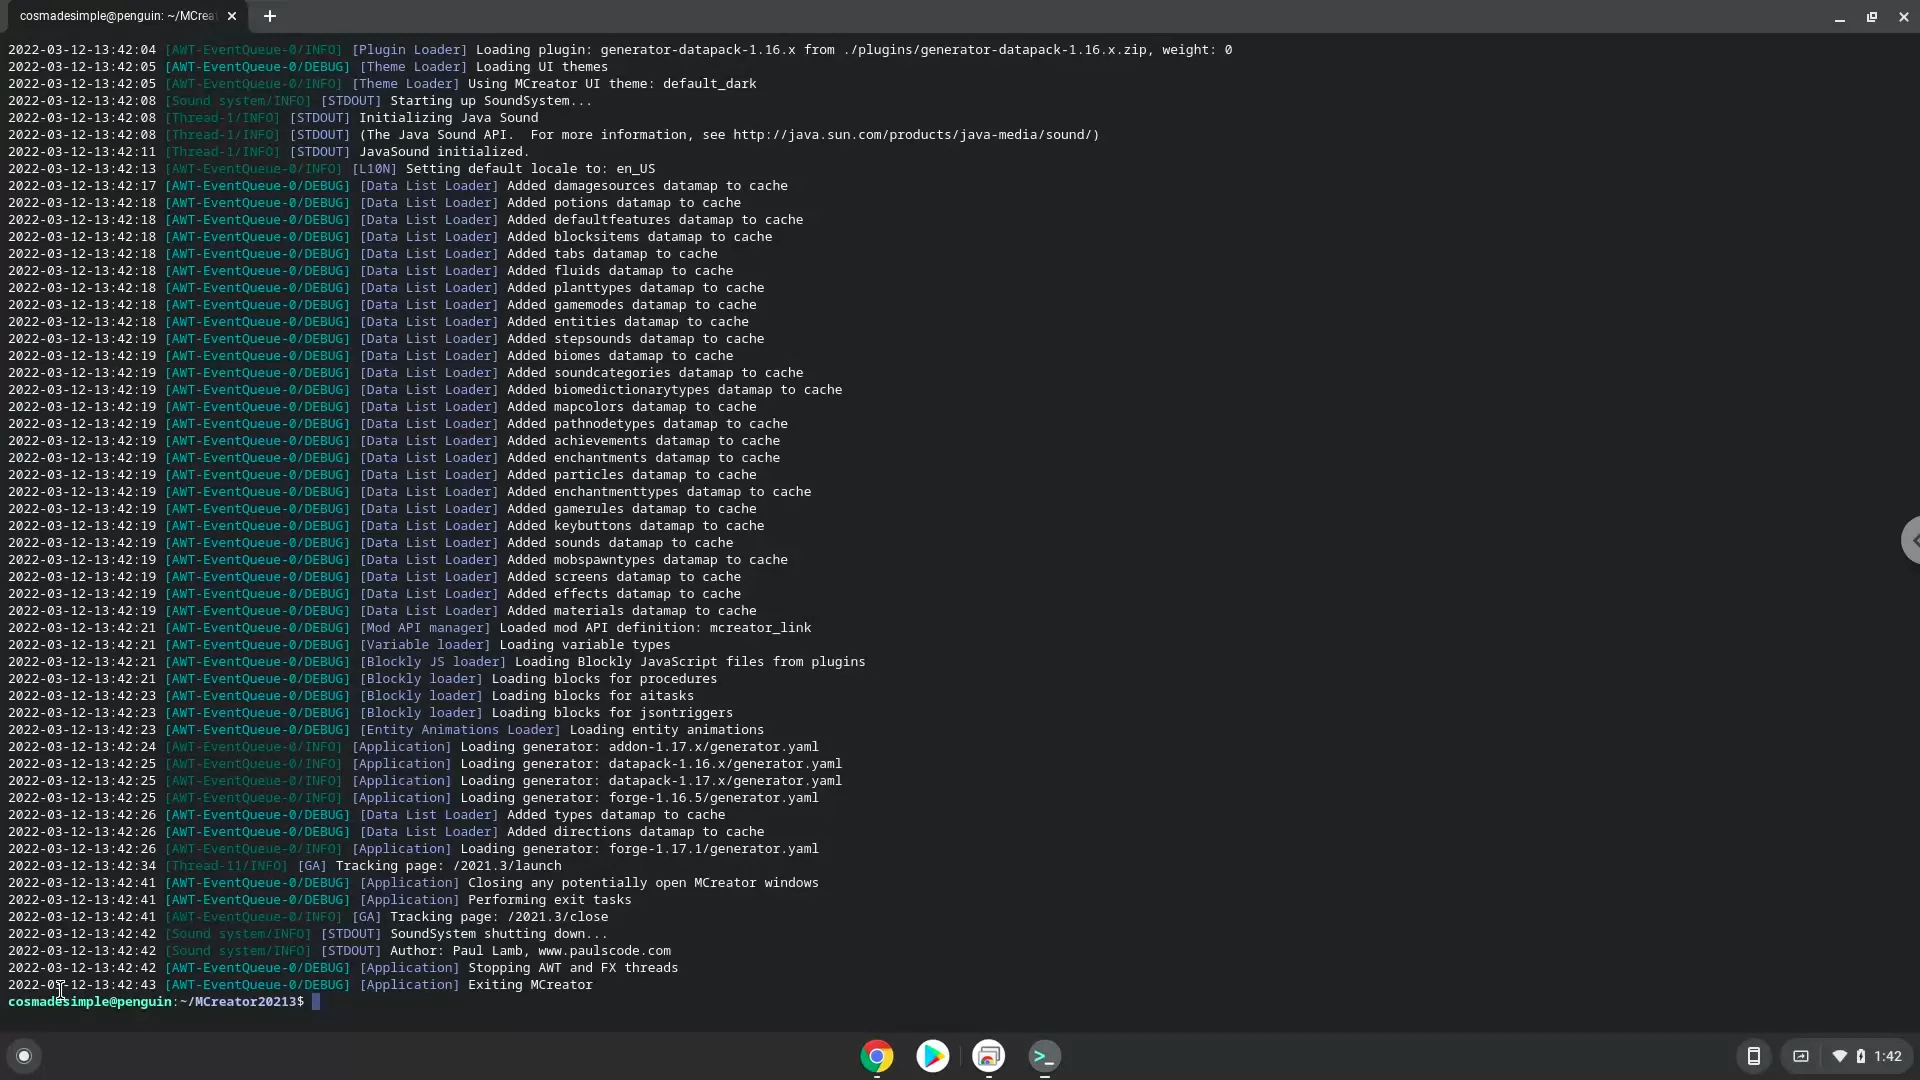 cosmadesimple@penguin: ~/MCrea
2022-03-12-13:42:04 [AWT-EventQueue-0/INFO] [Plugin Loader] Loading plugin: generator-datapack-1.16.x from ./plugins/generator-datapack-1.16.x.zip, weight: 0
2022-03-12-13:42:05 [AWT-EventQueue-0/DEBUG] [Theme Loader] Loading UI themes
2022-03-12-13:42:05 [AWT-EventQueue-0/INFO] [Theme Loader] Using MCreator UI theme: default_dark
2022-03-12-13:42:08 [Sound system/INFO] [STDOUT] Starting up SoundSystem...
2022-03-12-13:42:08 [Thread-1/INFO] [STDOUT] Initializing Java Sound
2022-03-12-13:42:08 [Thread-1/INFO] [STDOUT] (The Java Sound API.  For more information, see http://java.sun.com/products/java-media/sound/)
2022-03-12-13:42:11 [Thread-1/INFO] [STDOUT] JavaSound initialized.
2022-03-12-13:42:13 [AWT-EventQueue-0/INFO] [L10N] Setting default locale to: en_US
2022-03-12-13:42:17 [AWT-EventQueue-0/DEBUG] [Data List Loader] Added damagesources datamap to cache
2022-03-12-13:42:18 [AWT-EventQueue-0/DEBUG] [Data List Loader] Added potions datamap to cache
2022-03-12-13:42:18 [AWT-EventQueue-0/DEBUG] [Data List Loader] Added defaultfeatures datamap to cache
2022-03-12-13:42:18 [AWT-EventQueue-0/DEBUG] [Data List Loader] Added blocksitems datamap to cache
2022-03-12-13:42:18 [AWT-EventQueue-0/DEBUG] [Data List Loader] Added tabs datamap to cache
2022-03-12-13:42:18 [AWT-EventQueue-0/DEBUG] [Data List Loader] Added fluids datamap to cache
2022-03-12-13:42:18 [AWT-EventQueue-0/DEBUG] [Data List Loader] Added planttypes datamap to cache
2022-03-12-13:42:18 [AWT-EventQueue-0/DEBUG] [Data List Loader] Added gamemodes datamap to cache
2022-03-12-13:42:18 [AWT-EventQueue-0/DEBUG] [Data List Loader] Added entities datamap to cache
2022-03-12-13:42:19 [AWT-EventQueue-0/DEBUG] [Data List Loader] Added stepsounds datamap to cache
2022-03-12-13:42:19 [AWT-EventQueue-0/DEBUG] [Data List Loader] Added biomes datamap to cache
2022-03-12-13:42:19 [AWT-EventQueue-0/DEBUG] [Data List Loader] Added soundcategories datamap to cache
2022-03-12-13:42:19 [AWT-EventQueue-0/DEBUG] [Data List Loader] Added biomedictionarytypes datamap to cache
2022-03-12-13:42:19 [AWT-EventQueue-0/DEBUG] [Data List Loader] Added mapcolors datamap to cache
2022-03-12-13:42:19 [AWT-EventQueue-0/DEBUG] [Data List Loader] Added pathnodetypes datamap to cache
2022-03-12-13:42:19 [AWT-EventQueue-0/DEBUG] [Data List Loader] Added achievements datamap to cache
2022-03-12-13:42:19 [AWT-EventQueue-0/DEBUG] [Data List Loader] Added enchantments datamap to cache
2022-03-12-13:42:19 [AWT-EventQueue-0/DEBUG] [Data List Loader] Added particles datamap to cache
2022-03-12-13:42:19 [AWT-EventQueue-0/DEBUG] [Data List Loader] Added enchantmenttypes datamap to cache
2022-03-12-13:42:19 [AWT-EventQueue-0/DEBUG] [Data List Loader] Added gamerules datamap to cache
2022-03-12-13:42:19 [AWT-EventQueue-0/DEBUG] [Data List Loader] Added keybuttons datamap to cache
2022-03-12-13:42:19 [AWT-EventQueue-0/DEBUG] [Data List Loader] Added sounds datamap to cache
2022-03-12-13:42:19 [AWT-EventQueue-0/DEBUG] [Data List Loader] Added mobspawntypes datamap to cache
2022-03-12-13:42:19 [AWT-EventQueue-0/DEBUG] [Data List Loader] Added screens datamap to cache
2022-03-12-13:42:19 [AWT-EventQueue-0/DEBUG] [Data List Loader] Added effects datamap to cache
2022-03-12-13:42:19 [AWT-EventQueue-0/DEBUG] [Data List Loader] Added materials datamap to cache
2022-03-12-13:42:21 [AWT-EventQueue-0/DEBUG] [Mod API manager] Loaded mod API definition: mcreator_link
2022-03-12-13:42:21 [AWT-EventQueue-0/DEBUG] [Variable loader] Loading variable types
2022-03-12-13:42:21 [AWT-EventQueue-0/DEBUG] [Blockly JS loader] Loading Blockly JavaScript files from plugins
2022-03-12-13:42:21 [AWT-EventQueue-0/DEBUG] [Blockly loader] Loading blocks for procedures
2022-03-12-13:42:23 [AWT-EventQueue-0/DEBUG] [Blockly loader] Loading blocks for aitasks
2022-03-12-13:42:23 [AWT-EventQueue-0/DEBUG] [Blockly loader] Loading blocks for jsontriggers
2022-03-12-13:42:23 [AWT-EventQueue-0/DEBUG] [Entity Animations Loader] Loading entity animations
2022-03-12-13:42:24 [AWT-EventQueue-0/INFO] [Application] Loading generator: addon-1.17.x/generator.yaml
2022-03-12-13:42:25 [AWT-EventQueue-0/INFO] [Application] Loading generator: datapack-1.16.x/generator.yaml
2022-03-12-13:42:25 [AWT-EventQueue-0/INFO] [Application] Loading generator: datapack-1.17.x/generator.yaml
2022-03-12-13:42:25 [AWT-EventQueue-0/INFO] [Application] Loading generator: forge-1.16.5/generator.yaml
2022-03-12-13:42:26 [AWT-EventQueue-0/DEBUG] [Data List Loader] Added types datamap to cache
2022-03-12-13:42:26 [AWT-EventQueue-0/DEBUG] [Data List Loader] Added directions datamap to cache
2022-03-12-13:42:26 [AWT-EventQueue-0/INFO] [Application] Loading generator: forge-1.17.1/generator.yaml
2022-03-12-13:42:34 [Thread-11/INFO] [GA] Tracking page: /2021.3/launch
2022-03-12-13:42:41 [AWT-EventQueue-0/DEBUG] [Application] Closing any potentially open MCreator windows
2022-03-12-13:42:41 [AWT-EventQueue-0/DEBUG] [Application] Performing exit tasks
2022-03-12-13:42:41 [AWT-EventQueue-0/INFO] [GA] Tracking page: /2021.3/close
2022-03-12-13:42:42 [Sound system/INFO] [STDOUT] SoundSystem shutting down...
2022-03-12-13:42:42 [Sound system/INFO] [STDOUT] Author: Paul Lamb, www.paulscode.com
2022-03-12-13:42:42 [AWT-EventQueue-0/DEBUG] [Application] Stopping AWT and FX threads
2022-03-12-13:42:43 [AWT-EventQueue-0/DEBUG] [Application] Exiting MCreator
cosmadesimple@penguin:~/MCreator20213$
1:42